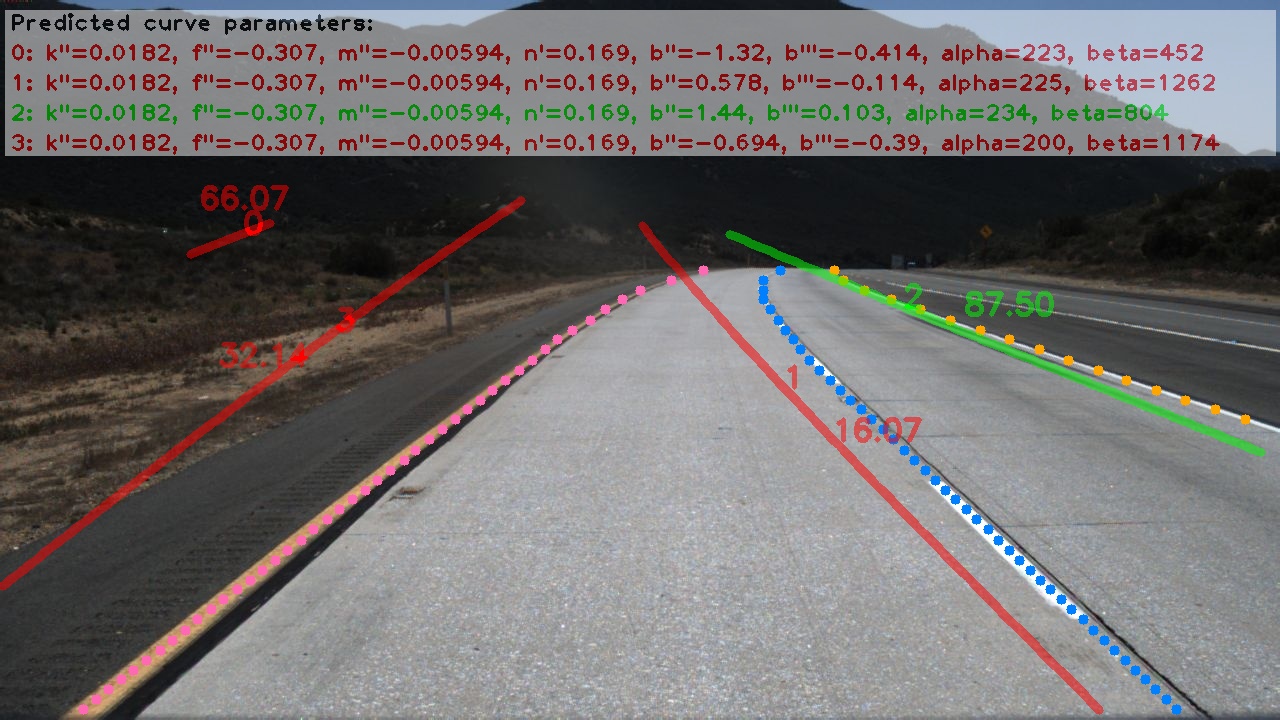 Predicted curve parameters:
0: k''=0.0182, f''=-0.307, m''=-0.00594, n'=0.169, b''=-1.32, b'''=-0.414, alpha=223, beta=452
1: k''=0.0182, f''=-0.307, m''=-0.00594, n'=0.169, b''=0.578, b'''=-0.114, alpha=225, beta=1262
2: k''=0.0182, f''=-0.307, m''=-0.00594, n'=0.169, b''=1.44, b'''=0.103, alpha=234, beta=804
3: k''=0.0182, f''=-0.307, m''=-0.00594, n'=0.169, b''=-0.694, b'''=-0.39, alpha=200, beta=1174
66.07
0
2
87.50
3
32.14
1
16.07